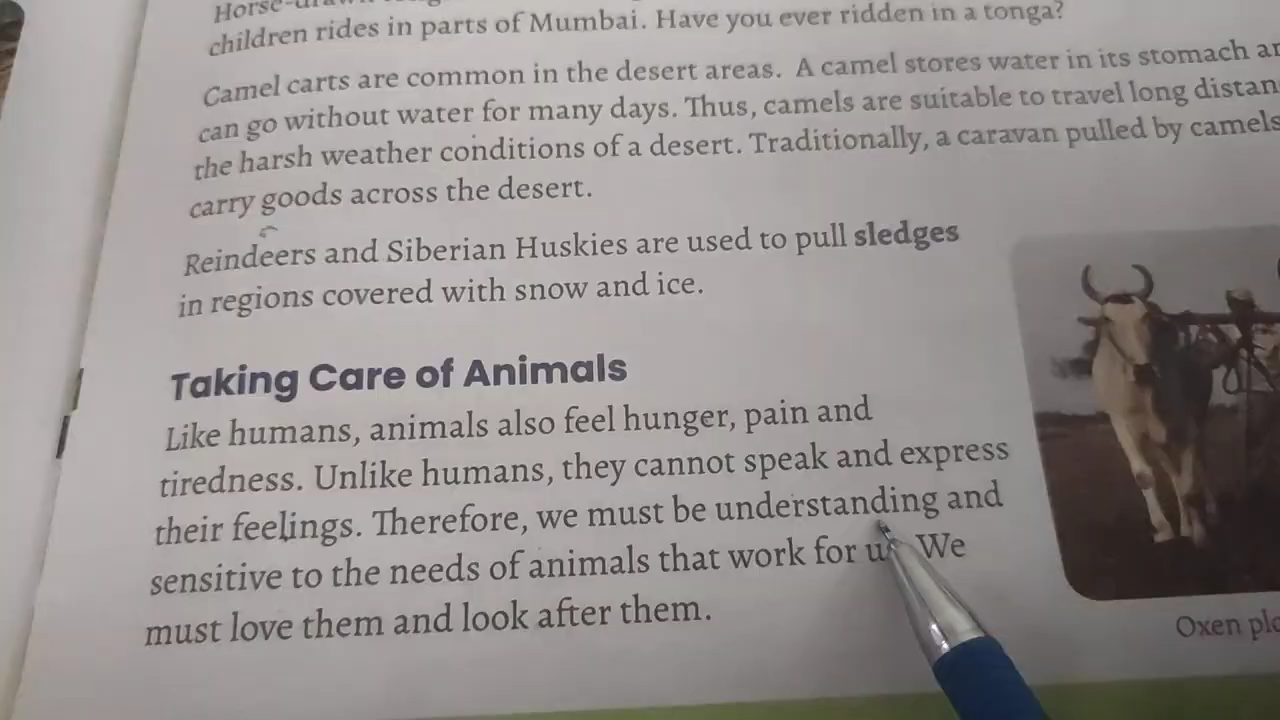 Horse-drawn
children rides in parts of Mumbai. Have you ever ridden in a tonga?
Camel carts are common in the desert areas. A camel stores water in its stomach
can go without water for many days. Thus, camels are suitable to travel long
the harsh weather conditions of a desert. Traditionally, a caravan pulled by camels
carry goods across the desert.
Reindeers and Siberian Huskies are used to pull sledges
in regions covered with snow and ice.
Taking Care of Animals
Like humans, animals also feel hunger, pain and
tiredness. Unlike humans, they cannot speak and express
their feelings. Therefore, we must be understanding and
sensitive to the needs of animals that work for We
must love them and look after them.
Oxen